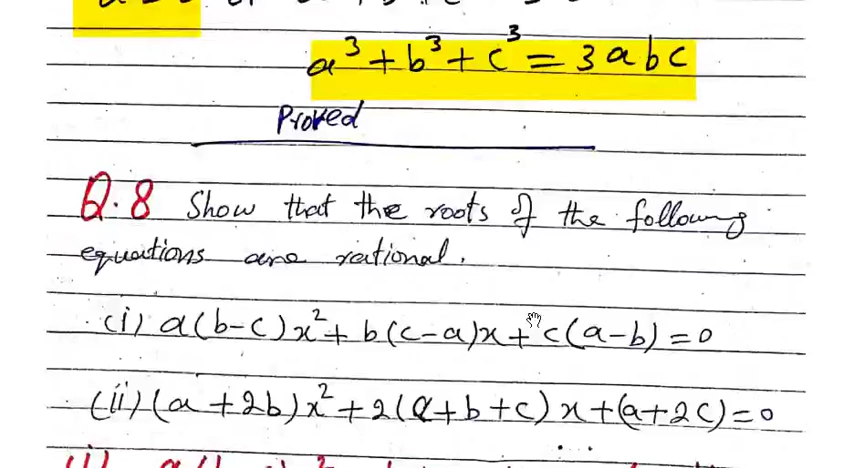 a³ + b³ + c³ = 3abc
Proved
Q.8 Show that the roots of the following
equations are rational.
(i) a(b-c)x² + b(c-a)x + c(a-b) = 0
(ii) (a+2b)x² + 2(a+b+c)x + (a+2c) = 0